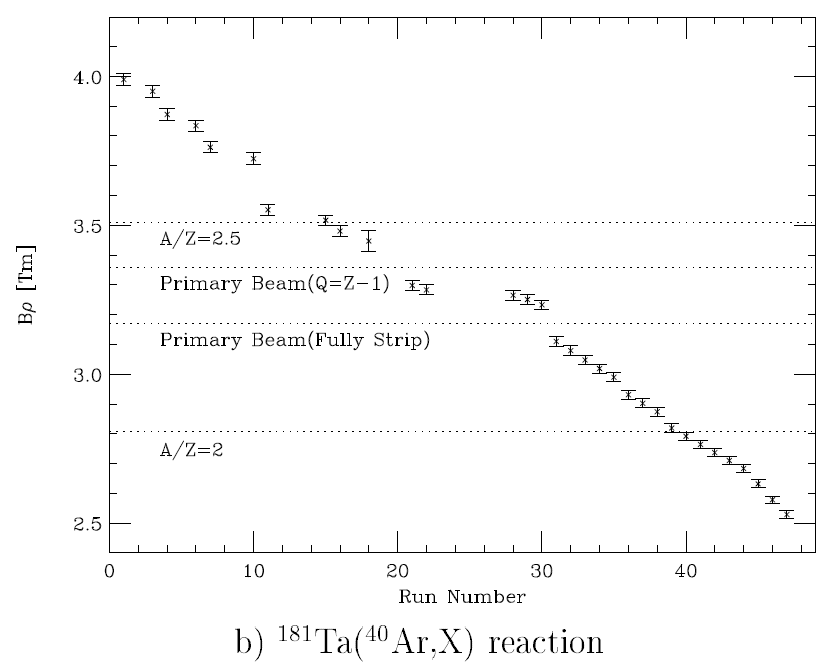 4.0
3.5
A/Z=2.5
Primary Beam(Q=Z-1)
Bρ [Tm]
Primary Beam(Fully Strip)
3.0
A/Z=2
2.5
0 10 20 30 40
Run Number
b) ¹⁸¹Ta(⁴⁰Ar,X) reaction